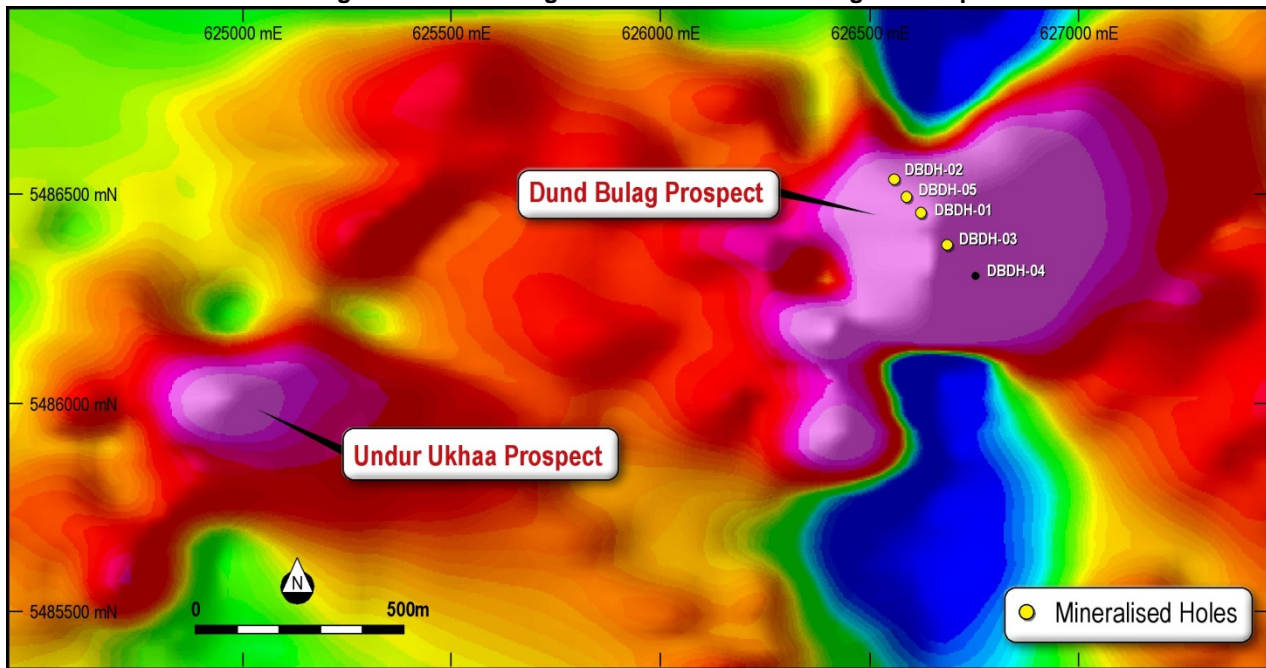 625000 mE
625500 mE
626000 mE
626500 mE
627000 mE
5486500 mN
Dund Bulag Prospect
DBDH-02
DBDH-05
DBDH-01
DBDH-03
DBDH-04
5486000 mN
Undur Ukhaa Prospect
N
0 500m
5485500 mN
Mineralised Holes